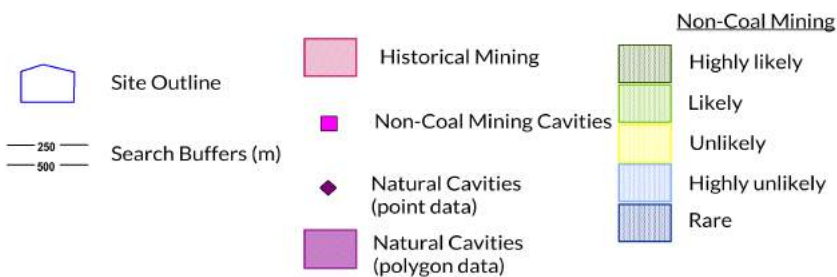 Site Outline
250
500
Search Buffers (m)
Historical Mining
Non-Coal Mining Cavities
Natural Cavities
(point data)
Natural Cavities
(polygon data)
Non-Coal Mining
Highly likely
Likely
Unlikely
Highly unlikely
Rare